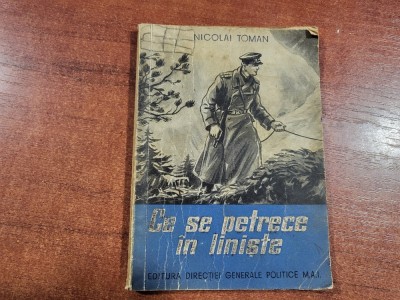 NICOLAI TOMAN
Ce se petrece
în liniște
EDITURA DIRECȚIEI GENERALE POLITICE M.A.I.